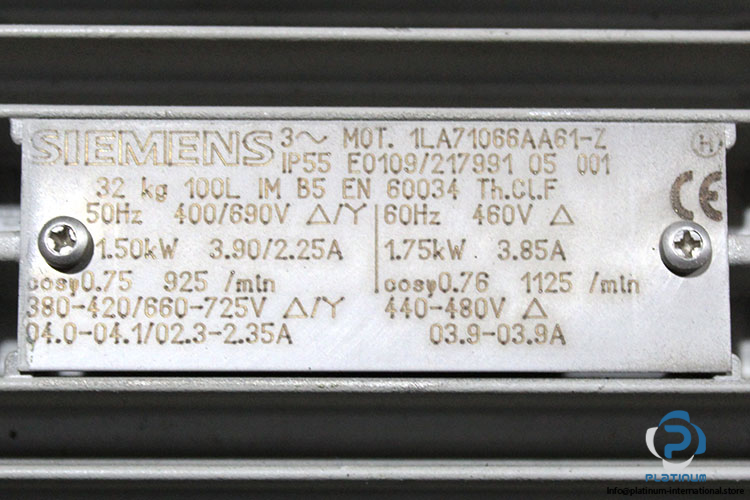 SIEMENS 3~ MOT. 1LA71066AA61-Z
IP55 E0109/217991 05 001
32 kg 100L IM B5 EN 60034 Th.Cl.F
50Hz 400/690V Δ/Y 60Hz 460V Δ
1.50kW 3.90/2.25A 1.75kW 3.85A
cosφ0.75 925 /min cosφ0.76 1125 /min
380-420/660-725V Δ/Y 440-480V Δ
04.0-04.1/02.3-2.35A 03.9-03.9A
H
CE
PLATINUM
info@platinum-international.store